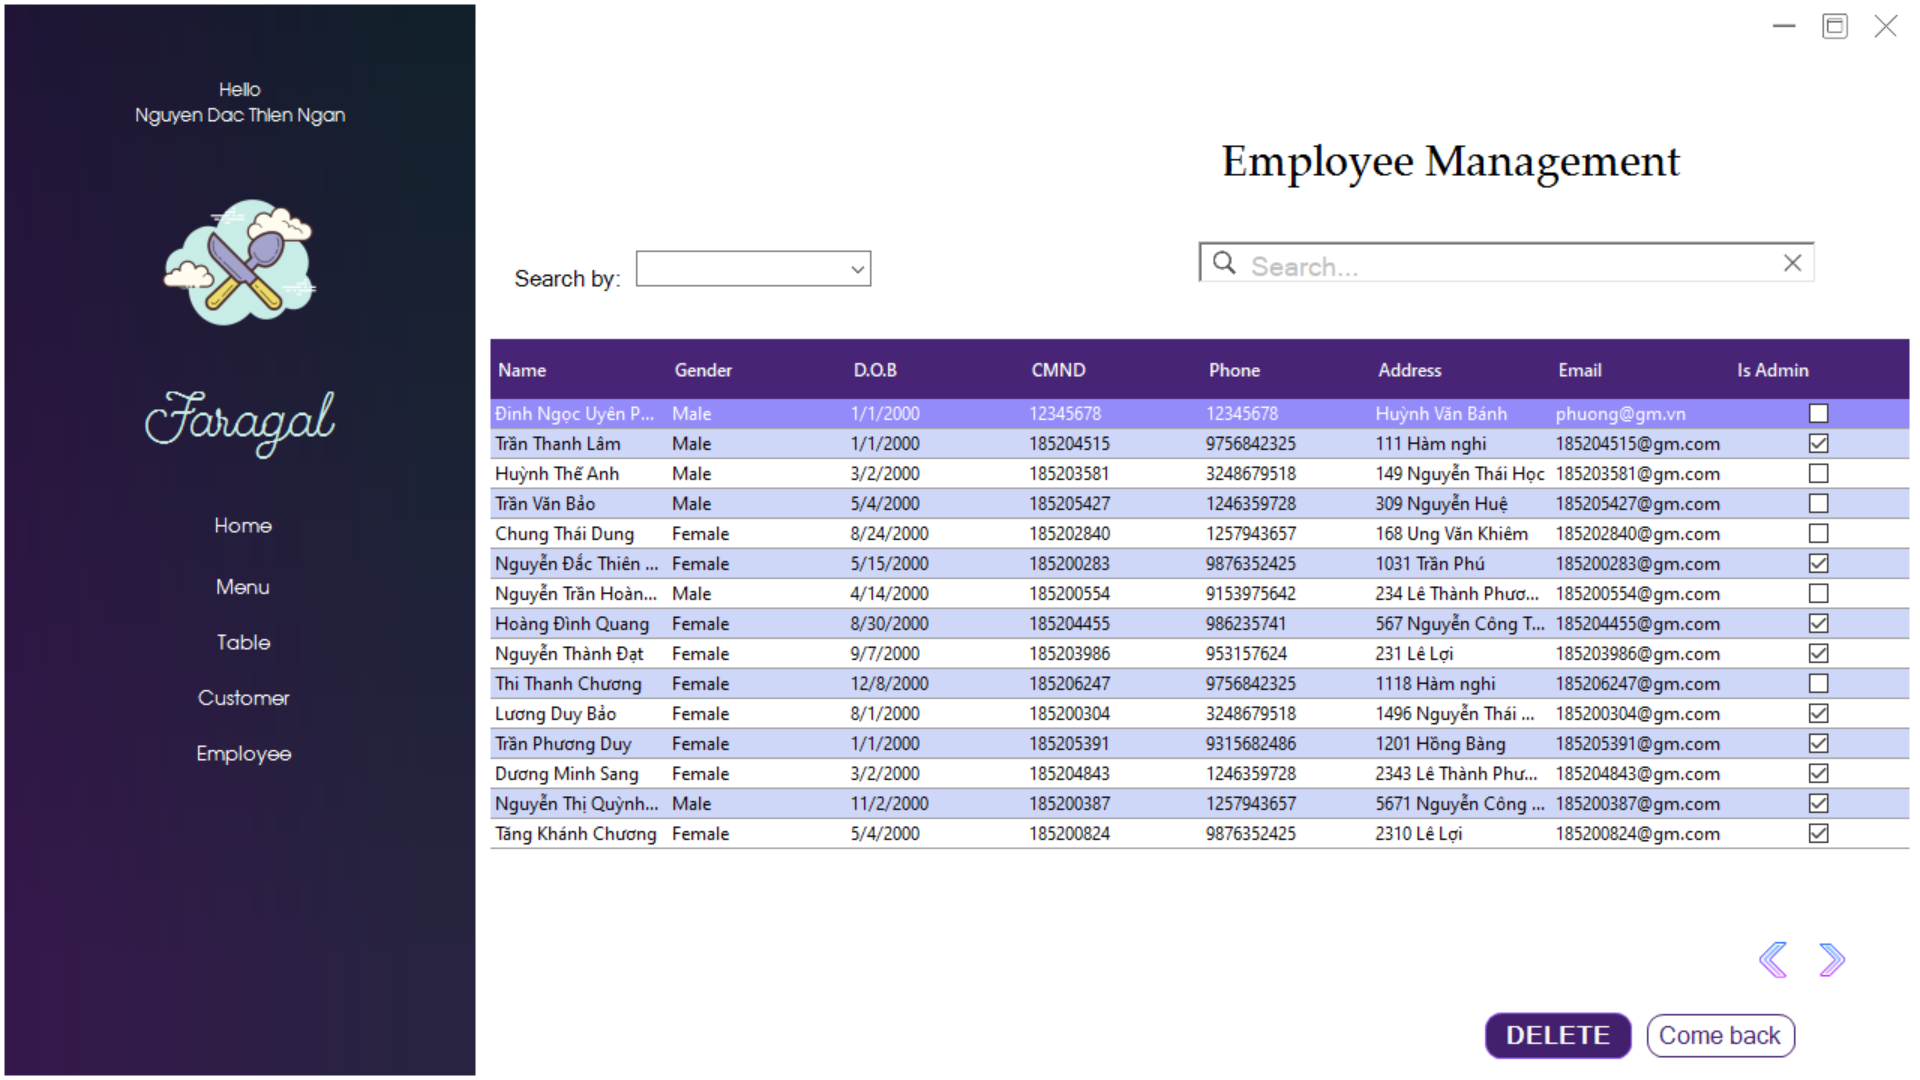 Hello
Nguyen Dac Thien Ngan
Faragal
Home
Menu
Table
Customer
Employee
Employee Management
Search by:
Search...
Name Gender D.O.B CMND Phone Address Email Is Admin
Đinh Ngọc Uyên P... Male 1/1/2000 12345678 12345678 Huỳnh Văn Bánh phuong@gm.vn
Trần Thanh Lâm Male 1/1/2000 185204515 9756842325 111 Hàm nghi 185204515@gm.com
Huỳnh Thế Anh Male 3/2/2000 185203581 3248679518 149 Nguyễn Thái Học 185203581@gm.com
Trần Văn Bảo Male 5/4/2000 185205427 1246359728 309 Nguyễn Huệ 185205427@gm.com
Chung Thái Dung Female 8/24/2000 185202840 1257943657 168 Ung Văn Khiêm 185202840@gm.com
Nguyễn Đắc Thiên ... Female 5/15/2000 185200283 9876352425 1031 Trần Phú 185200283@gm.com
Nguyễn Trần Hoàn... Male 4/14/2000 185200554 9153975642 234 Lê Thành Phươ... 185200554@gm.com
Hoàng Đình Quang Female 8/30/2000 185204455 986235741 567 Nguyễn Công T... 185204455@gm.com
Nguyễn Thành Đạt Female 9/7/2000 185203986 953157624 231 Lê Lợi 185203986@gm.com
Thi Thanh Chương Female 12/8/2000 185206247 9756842325 1118 Hàm nghi 185206247@gm.com
Lương Duy Bảo Female 8/1/2000 185200304 3248679518 1496 Nguyễn Thái ... 185200304@gm.com
Trần Phương Duy Female 1/1/2000 185205391 9315682486 1201 Hồng Bàng 185205391@gm.com
Dương Minh Sang Female 3/2/2000 185204843 1246359728 2343 Lê Thành Phư... 185204843@gm.com
Nguyễn Thị Quỳnh... Male 11/2/2000 185200387 1257943657 5671 Nguyễn Công ... 185200387@gm.com
Tăng Khánh Chương Female 5/4/2000 185200824 9876352425 2310 Lê Lợi 185200824@gm.com
DELETE Come back